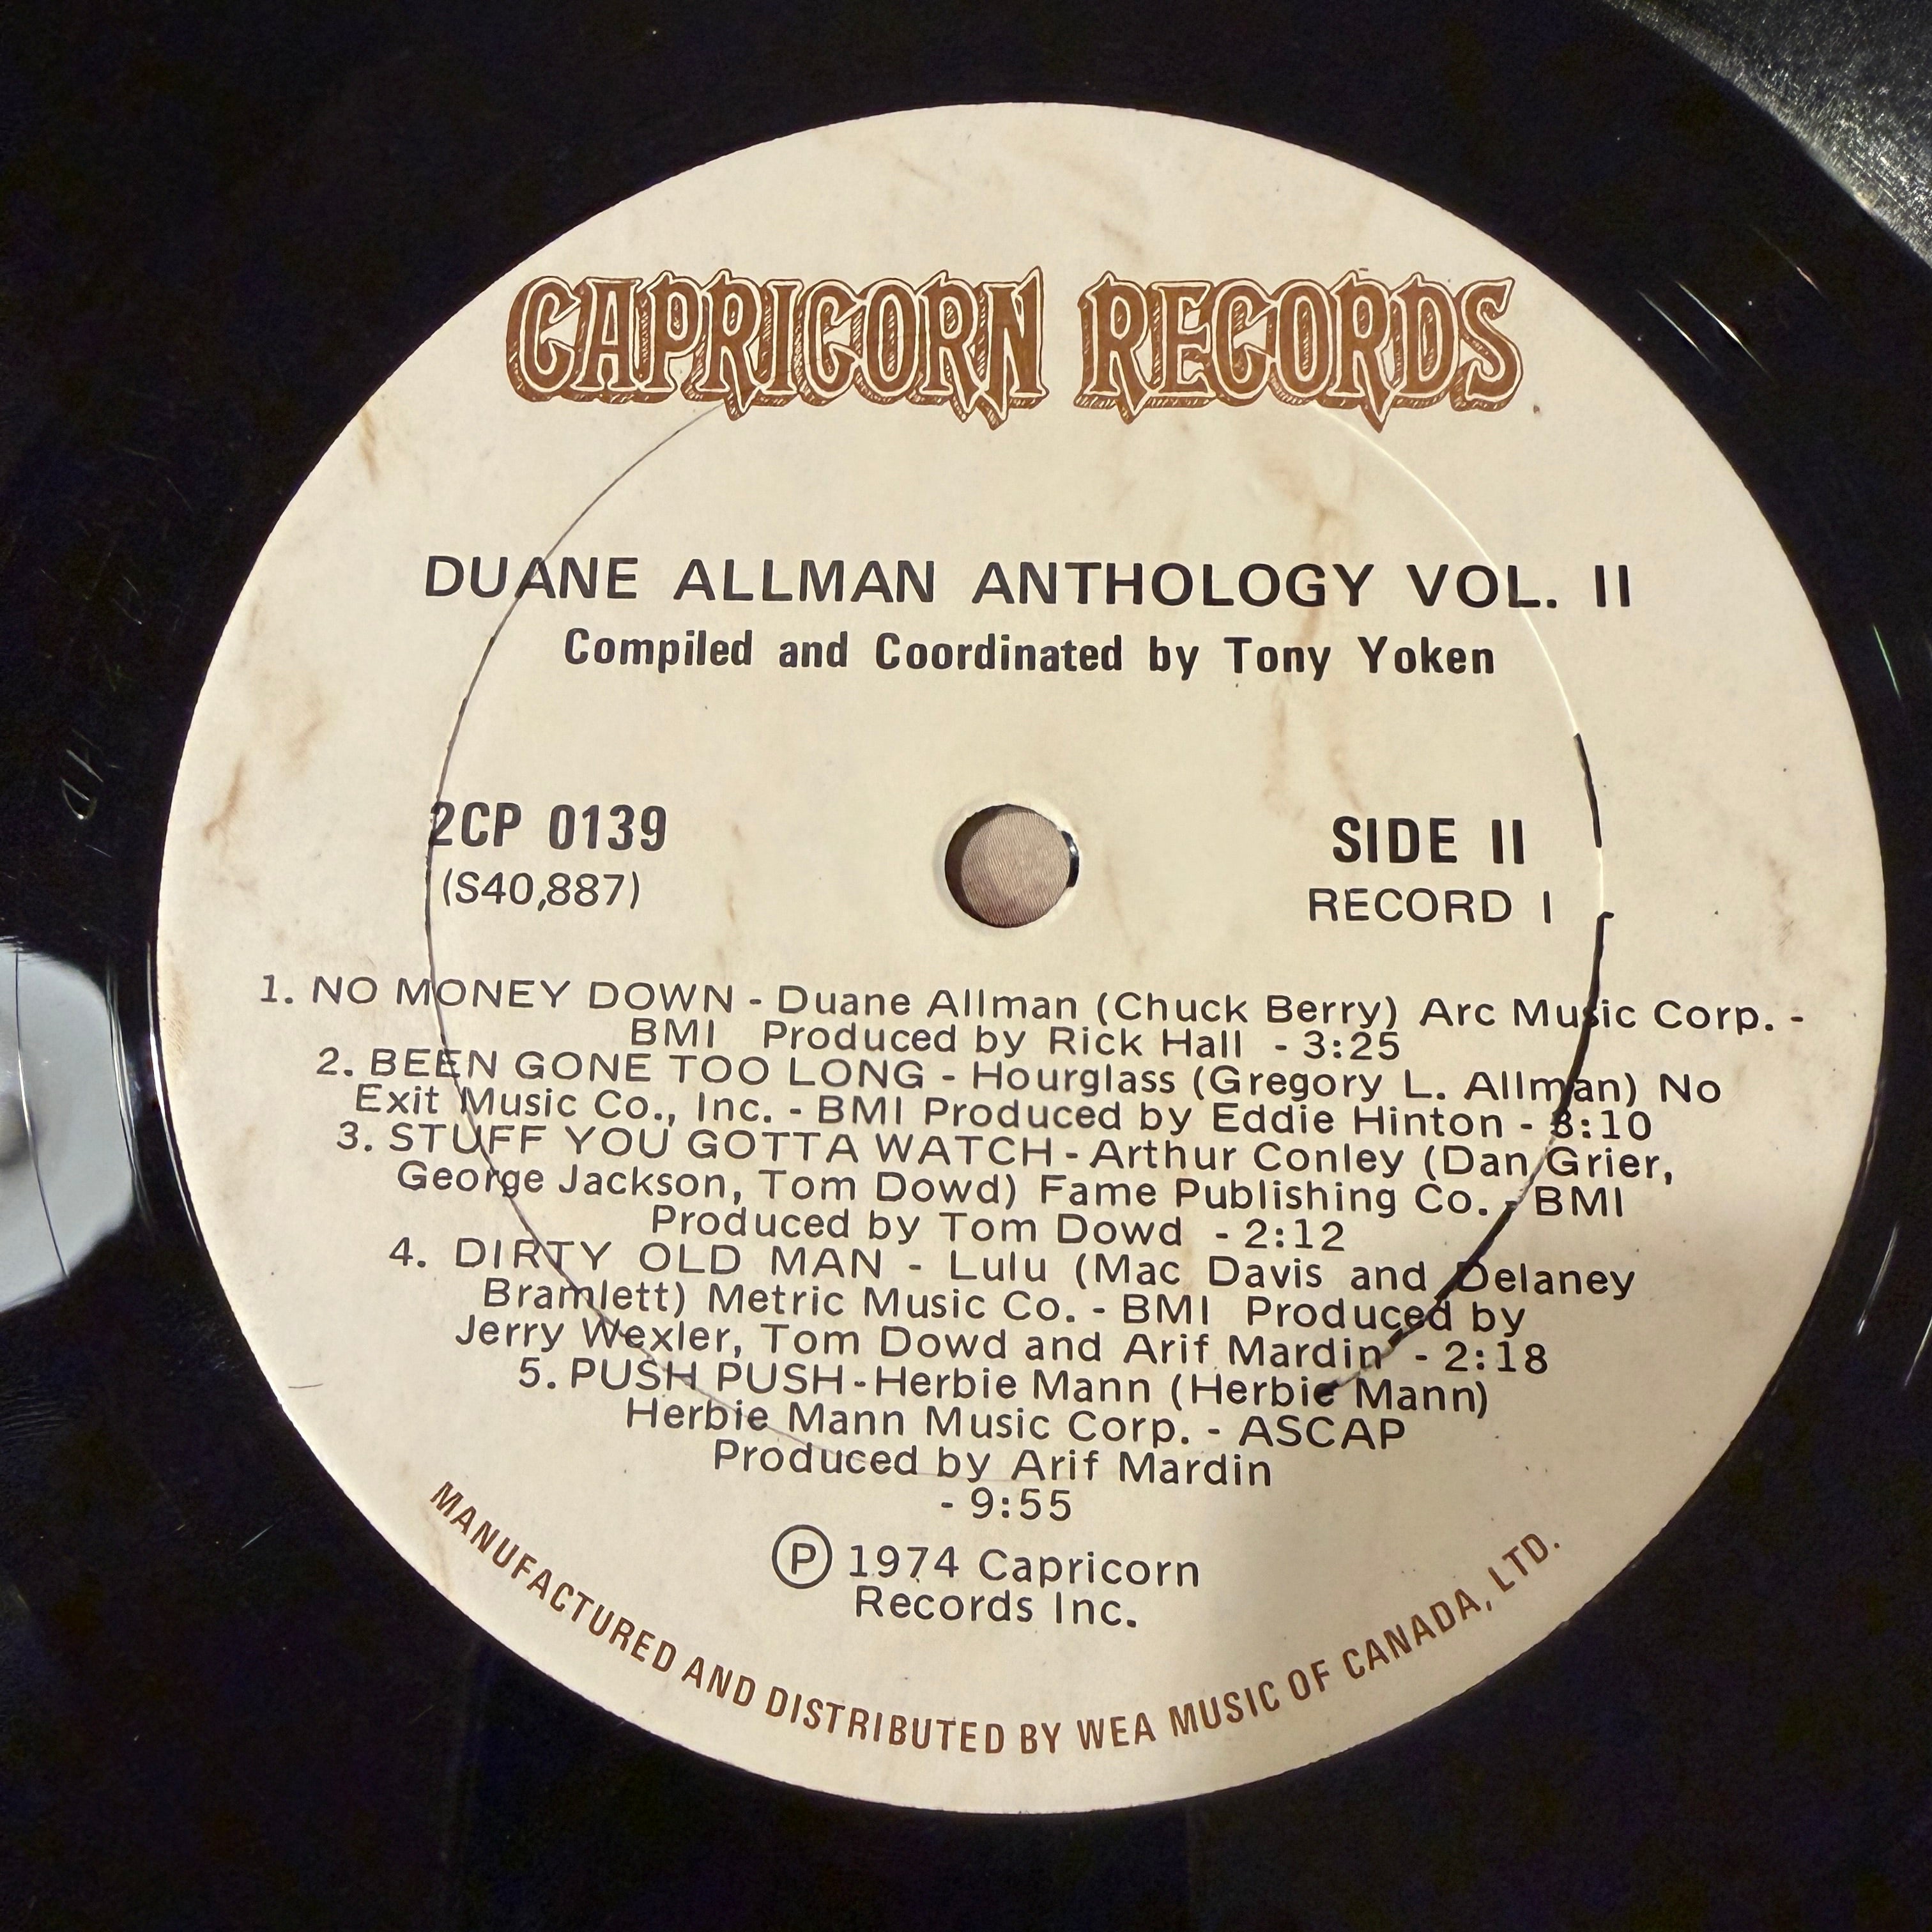 CAPRICORN RECORDS
DUANE ALLMAN ANTHOLOGY VOL. II
Compiled and Coordinated by Tony Yoken
2CP 0139
(S40,887)
SIDE II
RECORD I
1. NO MONEY DOWN - Duane Allman (Chuck Berry) Arc Music Corp. -
BMI Produced by Rick Hall - 3:25
2. BEEN GONE TOO LONG - Hourglass (Gregory L. Allman) No
Exit Music Co., Inc. - BMI Produced by Eddie Hinton - 3:10
3. STUFF YOU GOTTA WATCH - Arthur Conley (Dan Grier,
George Jackson, Tom Dowd) Fame Publishing Co. - BMI
Produced by Tom Dowd - 2:12
4. DIRTY OLD MAN - Lulu (Mac Davis and Delaney
Bramlett) Metric Music Co. - BMI Produced by
Jerry Wexler, Tom Dowd and Arif Mardin - 2:18
5. PUSH PUSH - Herbie Mann (Herbie Mann)
Herbie Mann Music Corp. - ASCAP
Produced by Arif Mardin
- 9:55
Ⓟ 1974 Capricorn
Records Inc.
MANUFACTURED AND DISTRIBUTED BY WEA MUSIC OF CANADA, LTD.